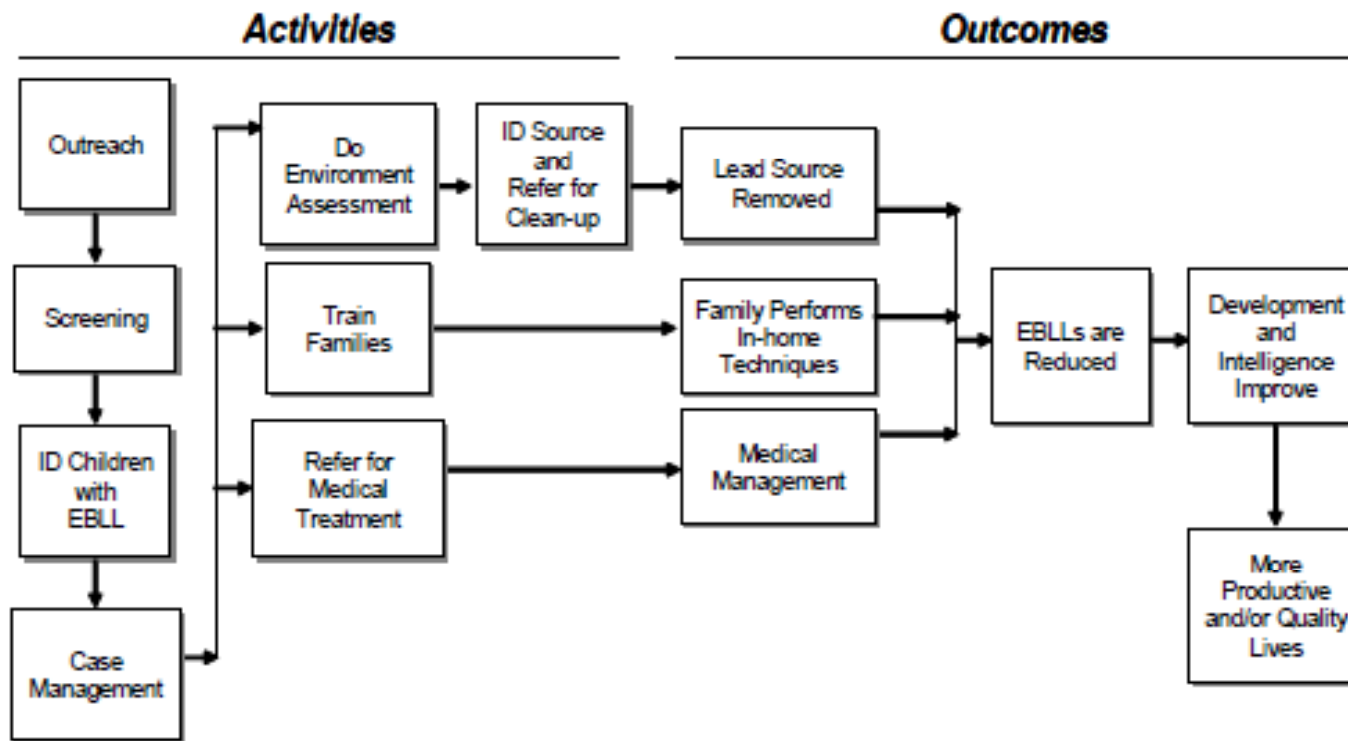 Activities
Outcomes
Outreach
Screening
ID Children
with
EBLL
Case
Management
Do
Environment
Assessment
ID Source
and
Refer for
Clean-up
Train
Families
Refer for
Medical
Treatment
Lead Source
Removed
Family Performs
In-home
Techniques
Medical
Management
EBLLs are
Reduced
Development
and
Intelligence
Improve
More
Productive
and/or Quality
Lives